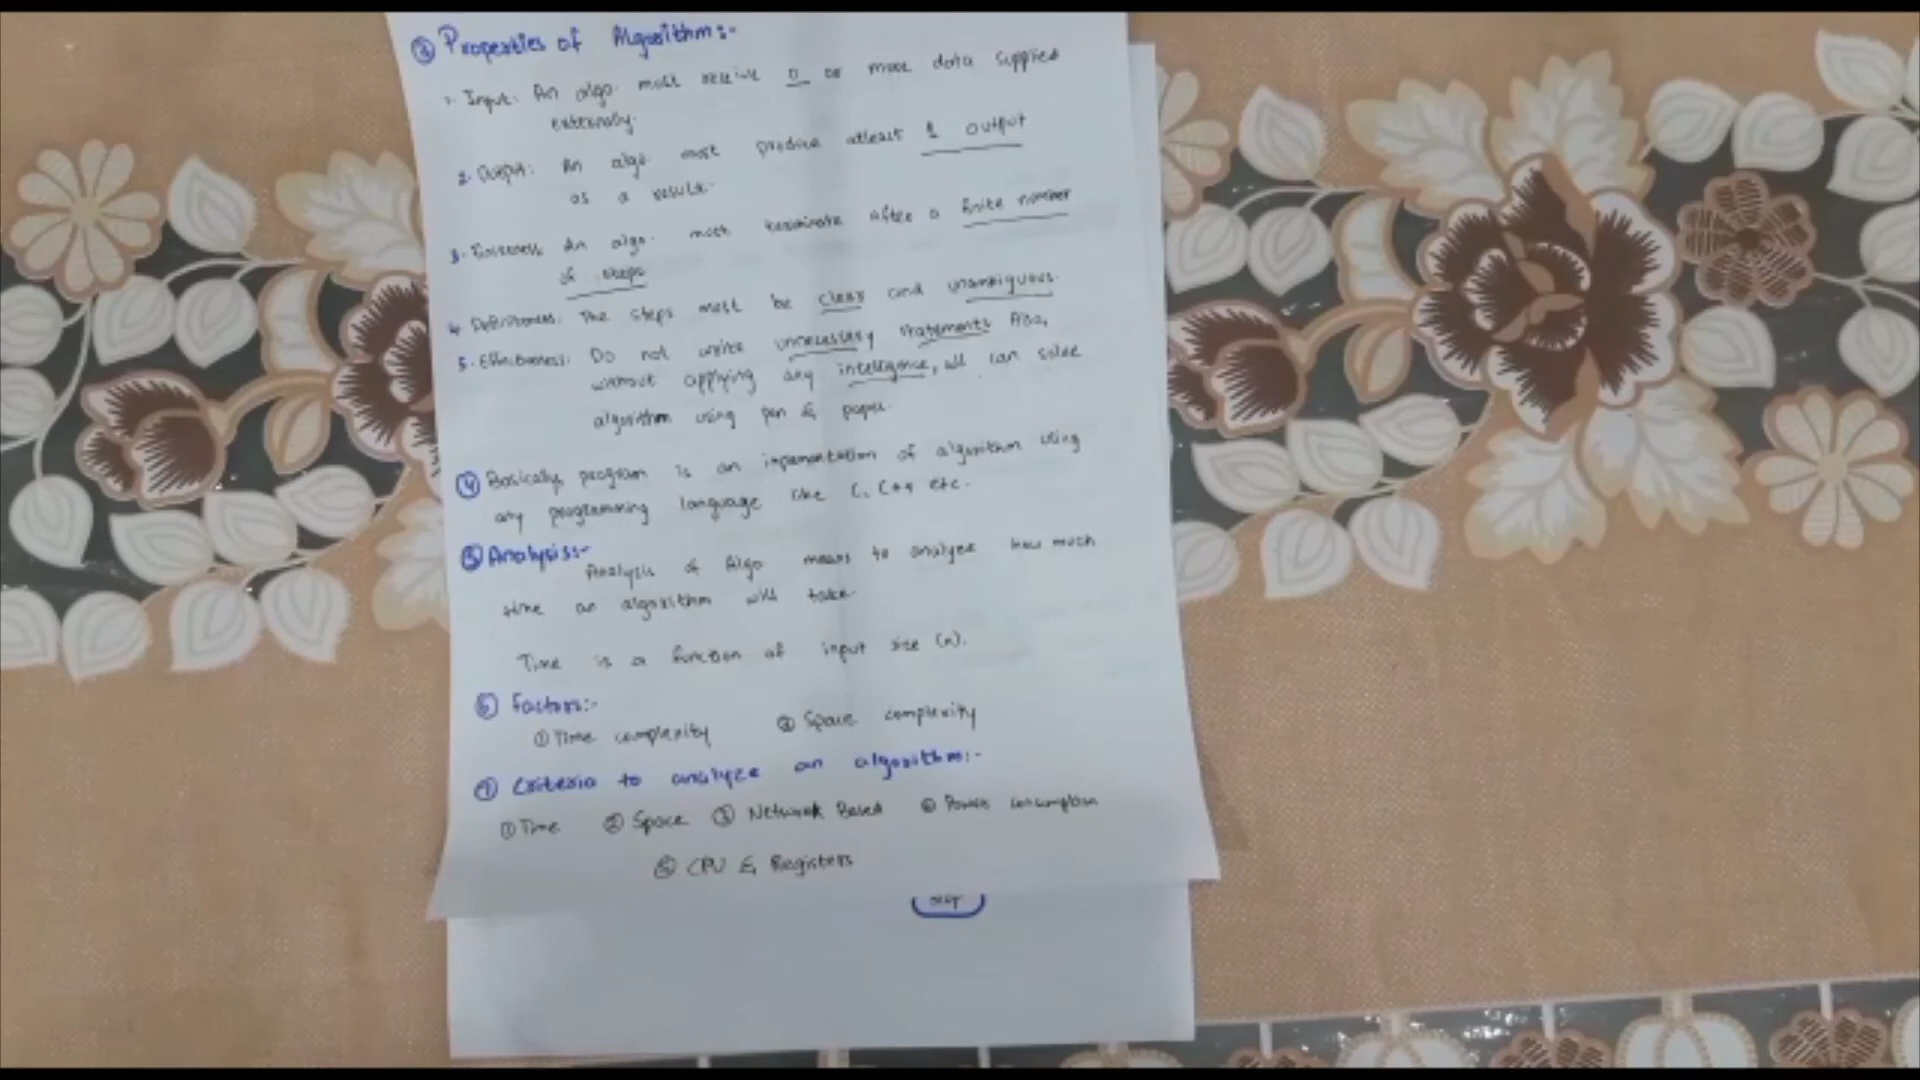 ③ Properties of Algorithm:-
1. Input: An algo. must receive 0 or more data supplied
externally.
2. Output: An algo. must produce atleast 1 output
as a result.
3. Finiteness: An algo. must terminate after a finite number
of steps
4. Definiteness: The steps must be clear and unambiguous.
5. Effectiveness: Do not write unnecessary statements Also,
without applying any intelligence, we can solve
algorithm using pen & paper.
④ Basically, program is an of algorithm using
any programming language like C, C++ etc.
⑤ Analysis:-
Analysis of Algo means to analyze how much
time an algorithm will take.
Time is a function of input size (n).
⑥ Factors:-
① Time complexity ② Space complexity
⑦ Criteria to analyze an algorithm:-
① Time ② Space ③ Network Based ④ Power consumption
⑤ CPU & Registers